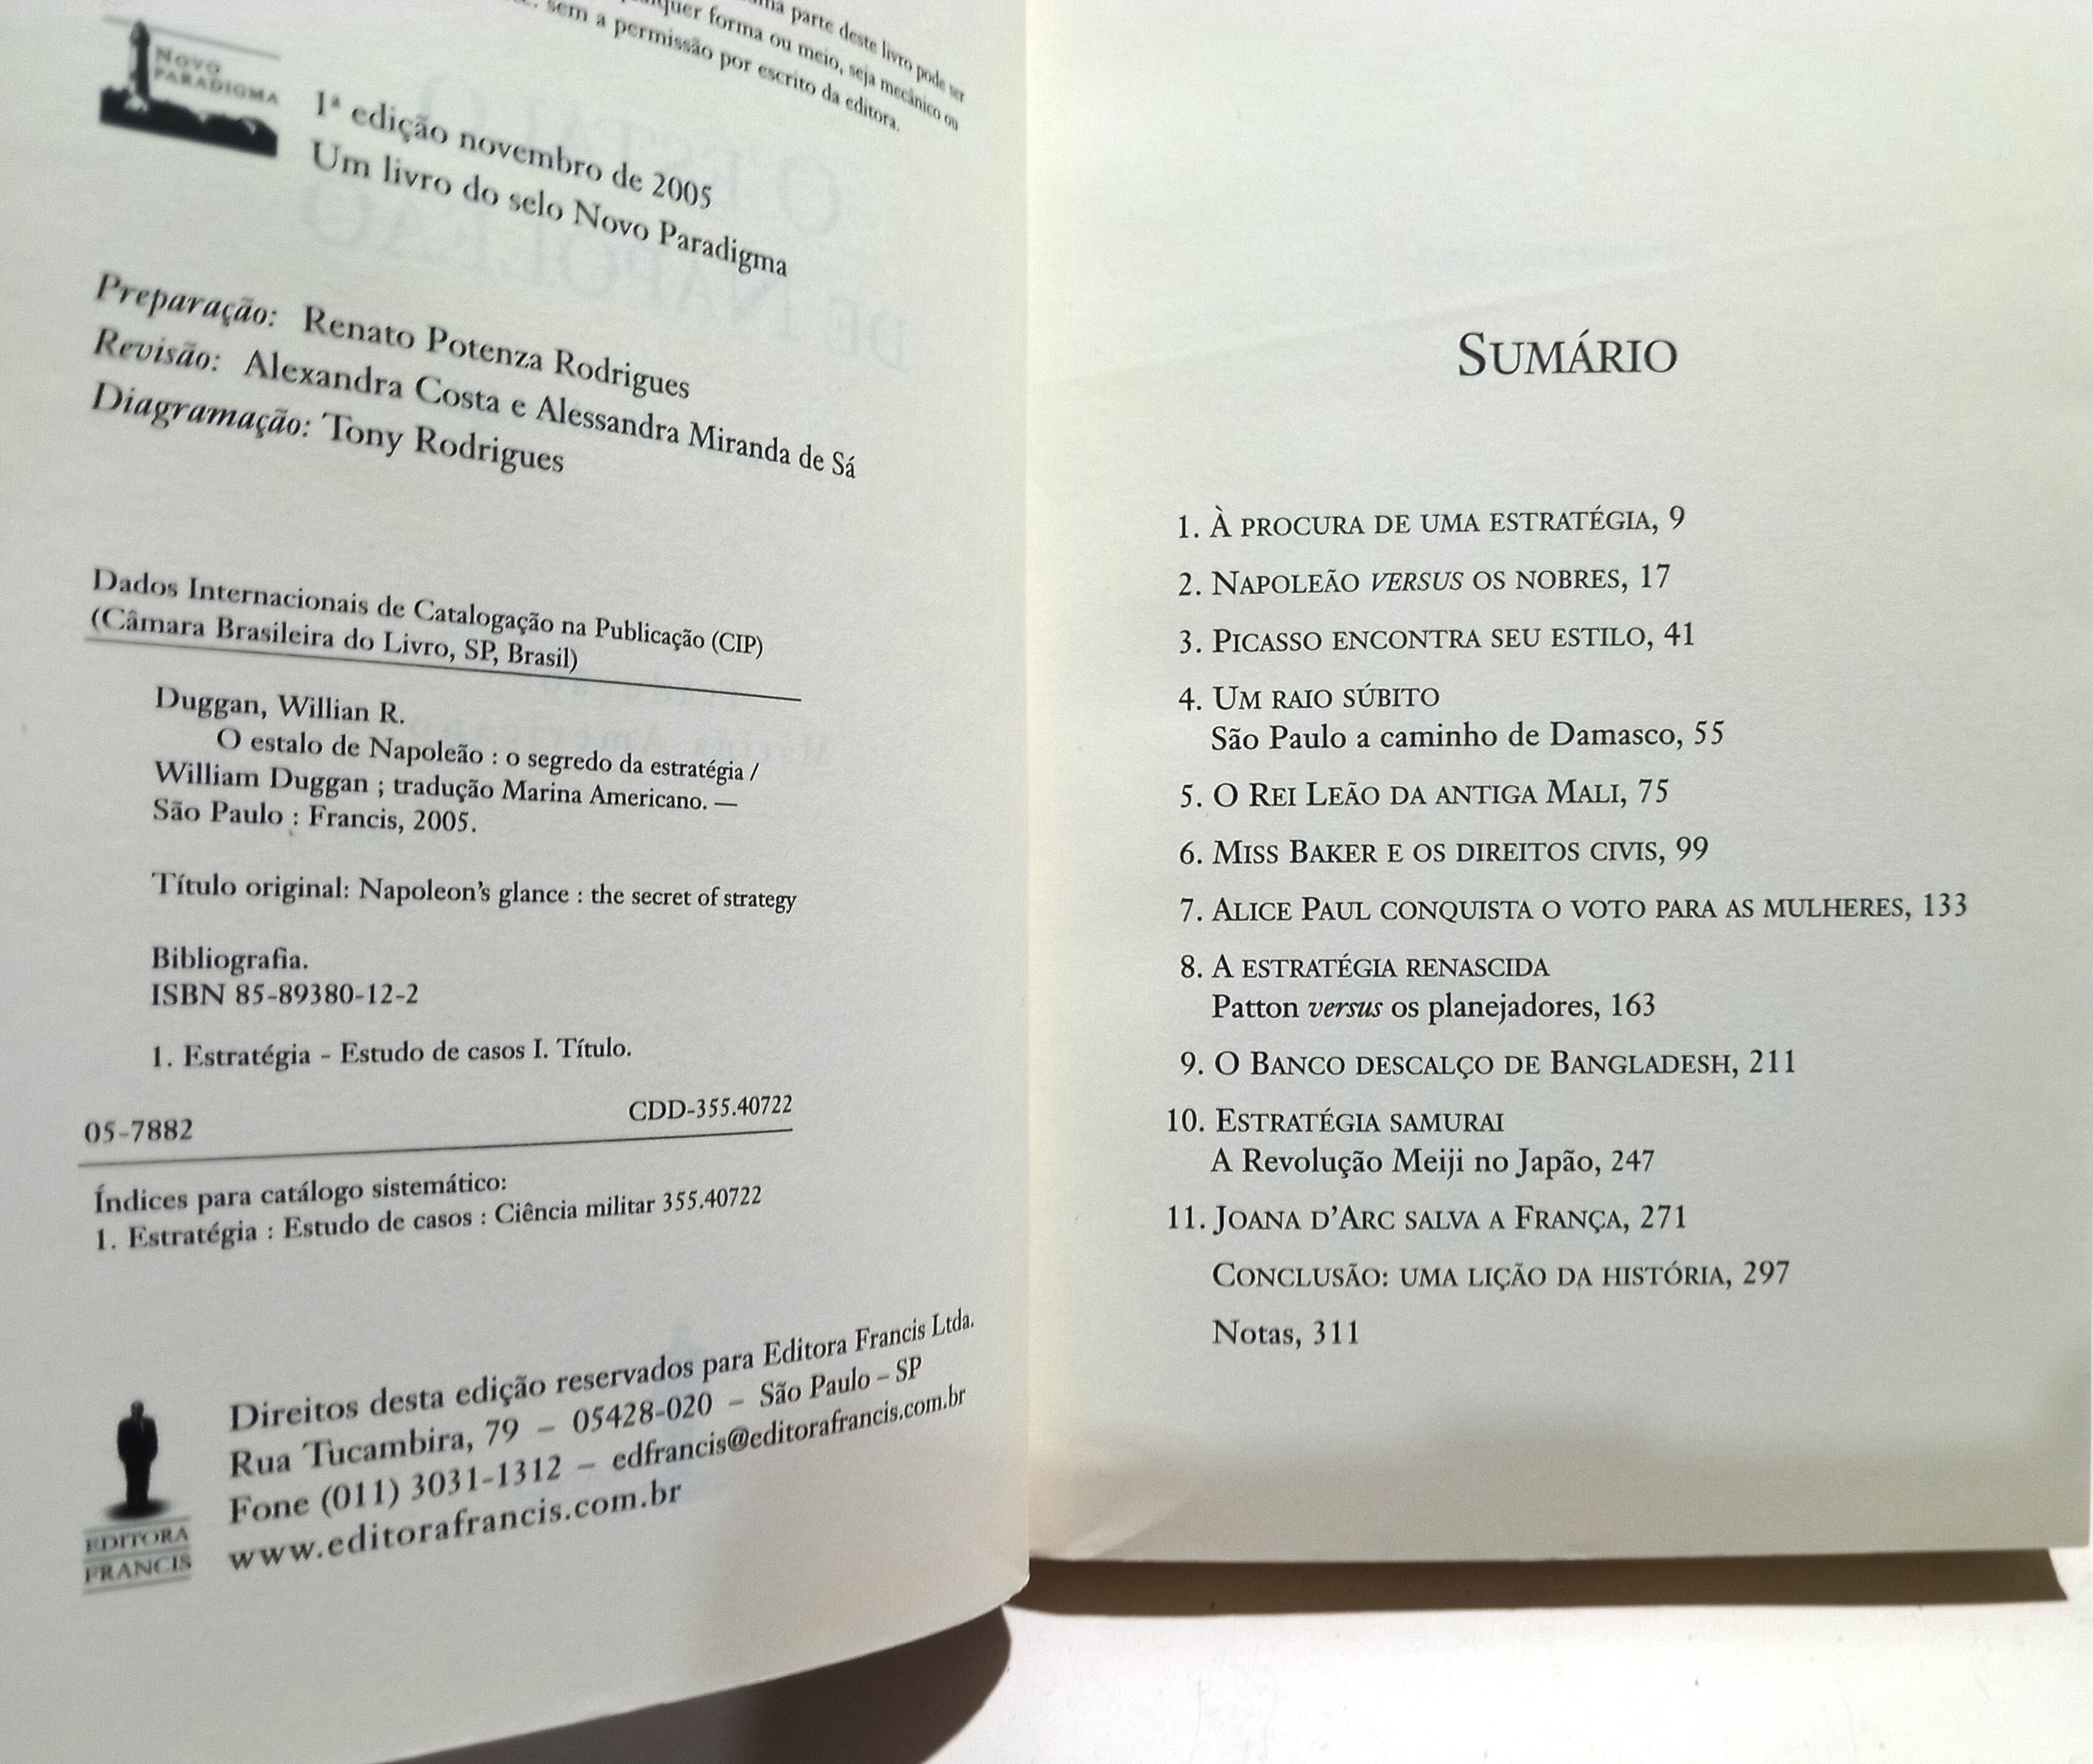 parte deste livro pode ser
forma ou meio, seja mecânico ou
sem a permissão por escrito da editora.
NOVO
PARADIGMA
1ª edição novembro de 2005
Um livro do selo Novo Paradigma
Preparação: Renato Potenza Rodrigues
Revisão: Alexandra Costa e Alessandra Miranda de Sá
Diagramação: Tony Rodrigues
Dados Internacionais de Catalogação na Publicação (CIP)
(Câmara Brasileira do Livro, SP, Brasil)
Duggan, Willian R.
O estalo de Napoleão : o segredo da estratégia /
William Duggan ; tradução Marina Americano. —
São Paulo : Francis, 2005.
Título original: Napoleon's glance : the secret of strategy
Bibliografia.
ISBN 85-89380-12-2
1. Estratégia - Estudo de casos I. Título.
05-7882 CDD-355.40722
Índices para catálogo sistemático:
1. Estratégia : Estudo de casos : Ciência militar 355.40722
Direitos desta edição reservados para Editora Francis Ltda.
Rua Tucambira, 79 – 05428-020 – São Paulo – SP
Fone (011) 3031-1312 – edfrancis@editorafrancis.com.br
www.editorafrancis.com.br
EDITORA
FRANCIS
SUMÁRIO
1. À PROCURA DE UMA ESTRATÉGIA, 9
2. NAPOLEÃO VERSUS OS NOBRES, 17
3. PICASSO ENCONTRA SEU ESTILO, 41
4. UM RAIO SÚBITO
São Paulo a caminho de Damasco, 55
5. O REI LEÃO DA ANTIGA MALI, 75
6. MISS BAKER E OS DIREITOS CIVIS, 99
7. ALICE PAUL CONQUISTA O VOTO PARA AS MULHERES, 133
8. A ESTRATÉGIA RENASCIDA
Patton versus os planejadores, 163
9. O BANCO DESCALÇO DE BANGLADESH, 211
10. ESTRATÉGIA SAMURAI
A Revolução Meiji no Japão, 247
11. JOANA D'ARC SALVA A FRANÇA, 271
CONCLUSÃO: UMA LIÇÃO DA HISTÓRIA, 297
Notas, 311